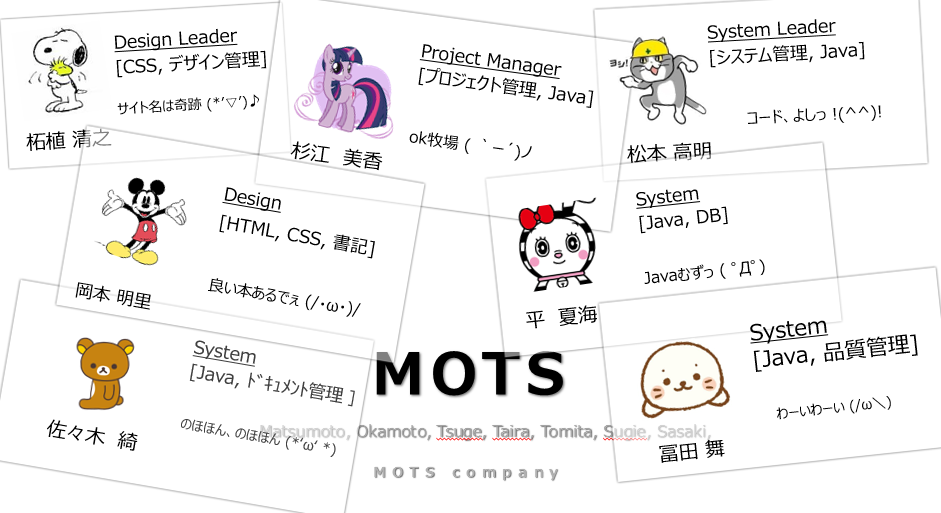 Design Leader
[CSS, デザイン管理]
サイト名は奇跡 (*'▽')♪
柘植 清之
Project Manager
[プロジェクト管理, Java]
ok牧場 ( ｀ー´)ノ
杉江 美香
System Leader
[システム管理, Java]
ヨシ!
コード、よしっ !(^^)!
松本 高明
Design
[HTML, CSS, 書記]
良い本あるでぇ (/・ω・)/
岡本 明里
System
[Java, DB]
Javaむずっ ( ﾟДﾟ)
平 夏海
System
[Java, ﾄﾞｷｭﾒﾝﾄ管理 ]
のほほん、のほほん (*'ω' *)
佐々木 綺
System
[Java, 品質管理]
わーいわーい (/ω＼)
冨田 舞
MOTS
Matsumoto, Okamoto, Tsuge, Taira, Tomita, Sugie, Sasaki,
MOTS company